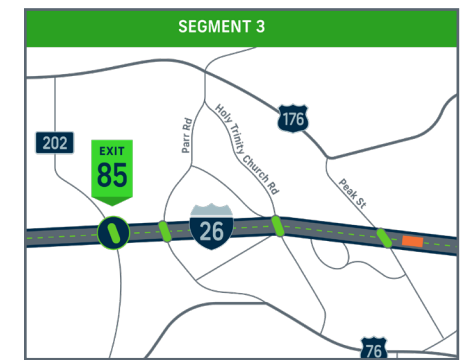 SEGMENT 3
176
202
EXIT
85
Parr Rd
Holy Trinity Church Rd
Peak St
26
76